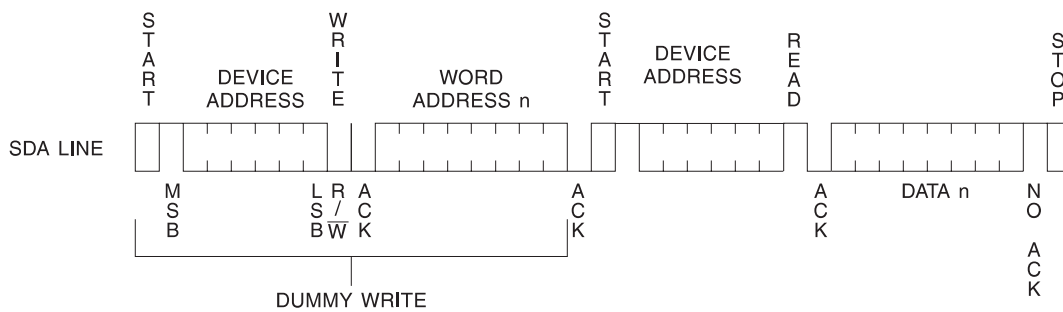 START
DEVICE
ADDRESS
WRITE
WORD
ADDRESS n
START
DEVICE
ADDRESS
READ
STOP
SDA LINE
MSB
LSB
R/W̅
ACK
ACK
ACK
DATA n
NO ACK
DUMMY WRITE